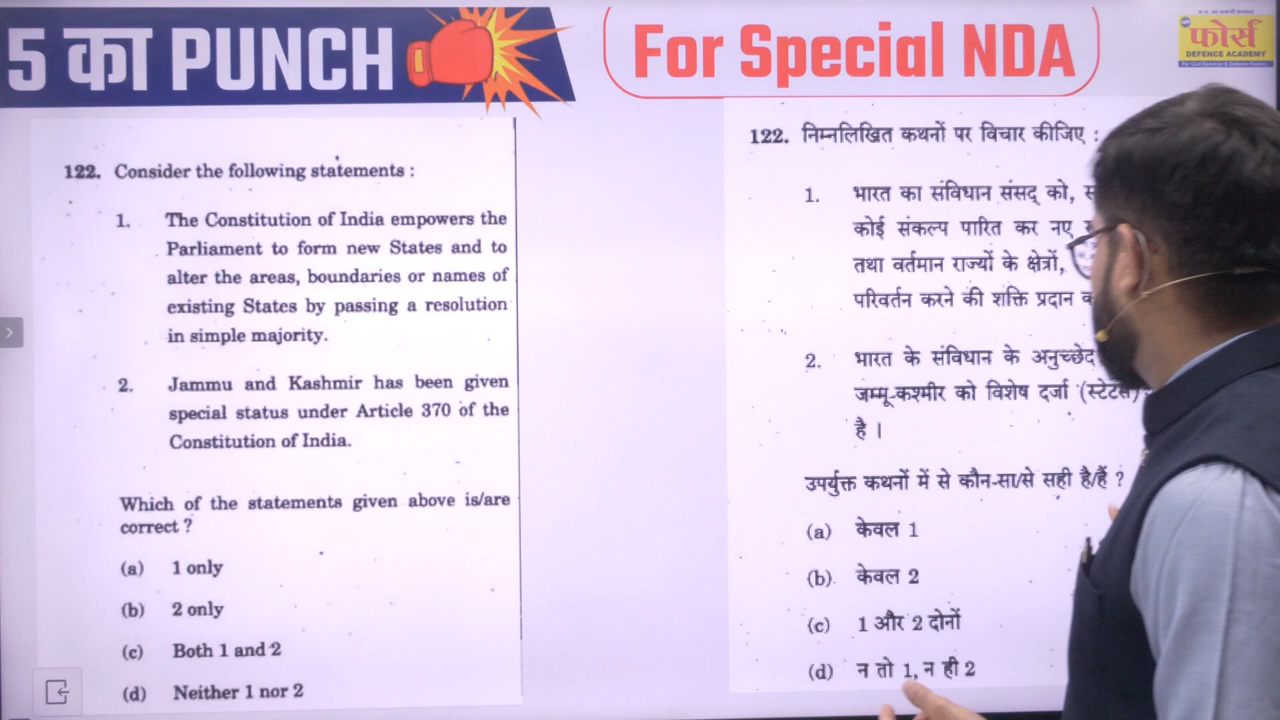 5 का PUNCH
For Special NDA
फोर्स
DEFENCE ACADEMY
122. Consider the following statements :
1. The Constitution of India empowers the
Parliament to form new States and to
alter the areas, boundaries or names of
existing States by passing a resolution
in simple majority.
2. Jammu and Kashmir has been given
special status under Article 370 of the
Constitution of India.
Which of the statements given above is/are
correct ?
(a) 1 only
(b) 2 only
(c) Both 1 and 2
(d) Neither 1 nor 2
122. निम्नलिखित कथनों पर विचार कीजिए :
1. भारत का संविधान संसद् को,
कोई संकल्प पारित कर नए
तथा वर्तमान राज्यों के क्षेत्रों,
परिवर्तन करने की शक्ति प्रदान
2. भारत के संविधान के अनुच्छेद
जम्मू-कश्मीर को विशेष दर्जा (स्टेटस)
है ।
उपर्युक्त कथनों में से कौन-सा/से सही है/हैं ?
(a) केवल 1
(b) केवल 2
(c) 1 और 2 दोनों
(d) न तो 1, न ही 2